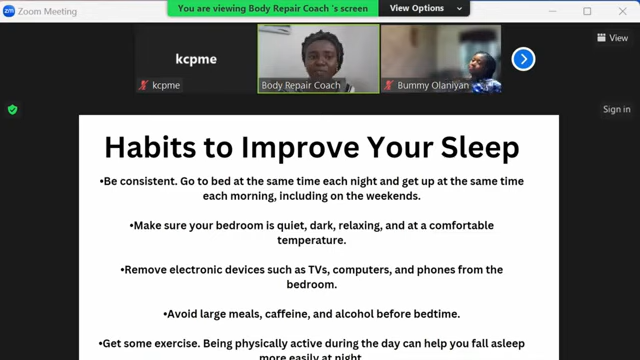 zm Zoom Meeting
You are viewing Body Repair Coach 's screen
View Options
kcpme
kcpme
Body Repair Coach
Bummy Olaniyan
View
Sign in
Habits to Improve Your Sleep
•Be consistent. Go to bed at the same time each night and get up at the same time
each morning, including on the weekends.
•Make sure your bedroom is quiet, dark, relaxing, and at a comfortable
temperature.
•Remove electronic devices such as TVs, computers, and phones from the
bedroom.
•Avoid large meals, caffeine, and alcohol before bedtime.
•Get some exercise. Being physically active during the day can help you fall asleep
more easily at night.